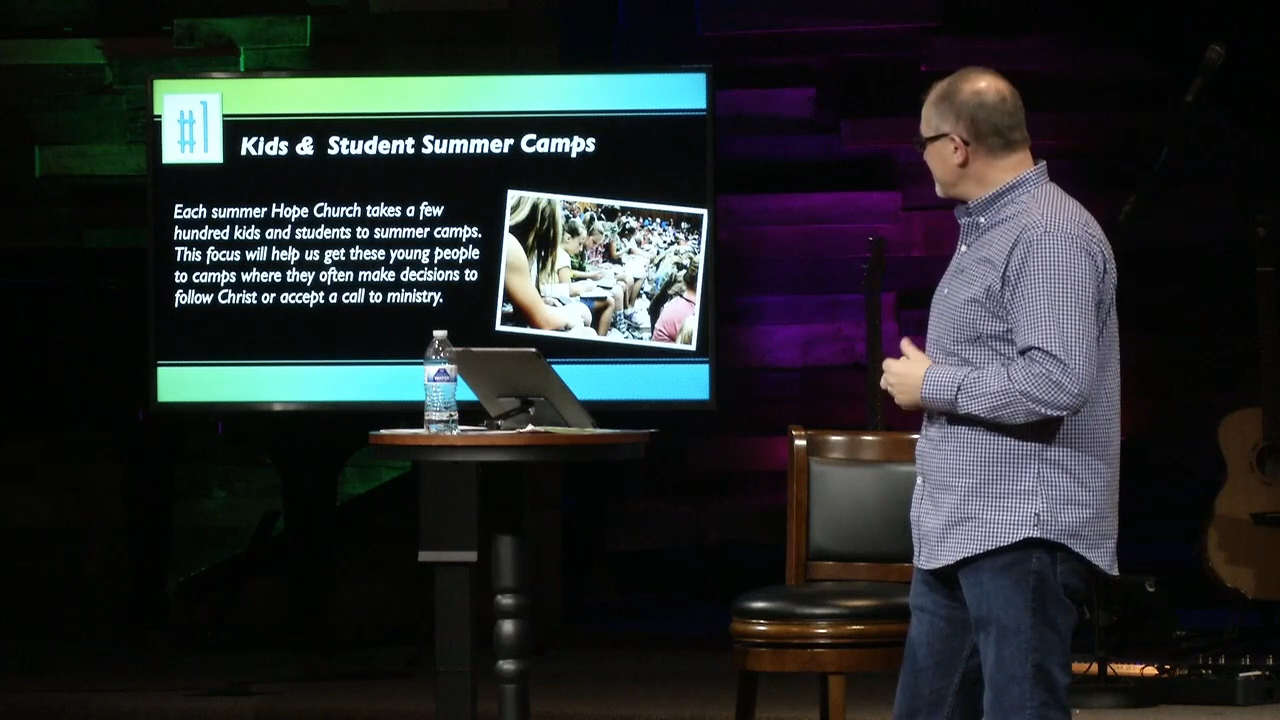 #1
Kids & Student Summer Camps
Each summer Hope Church takes a few
hundred kids and students to summer camps.
This focus will help us get these young people
to camps where they often make decisions to
follow Christ or accept a call to ministry.